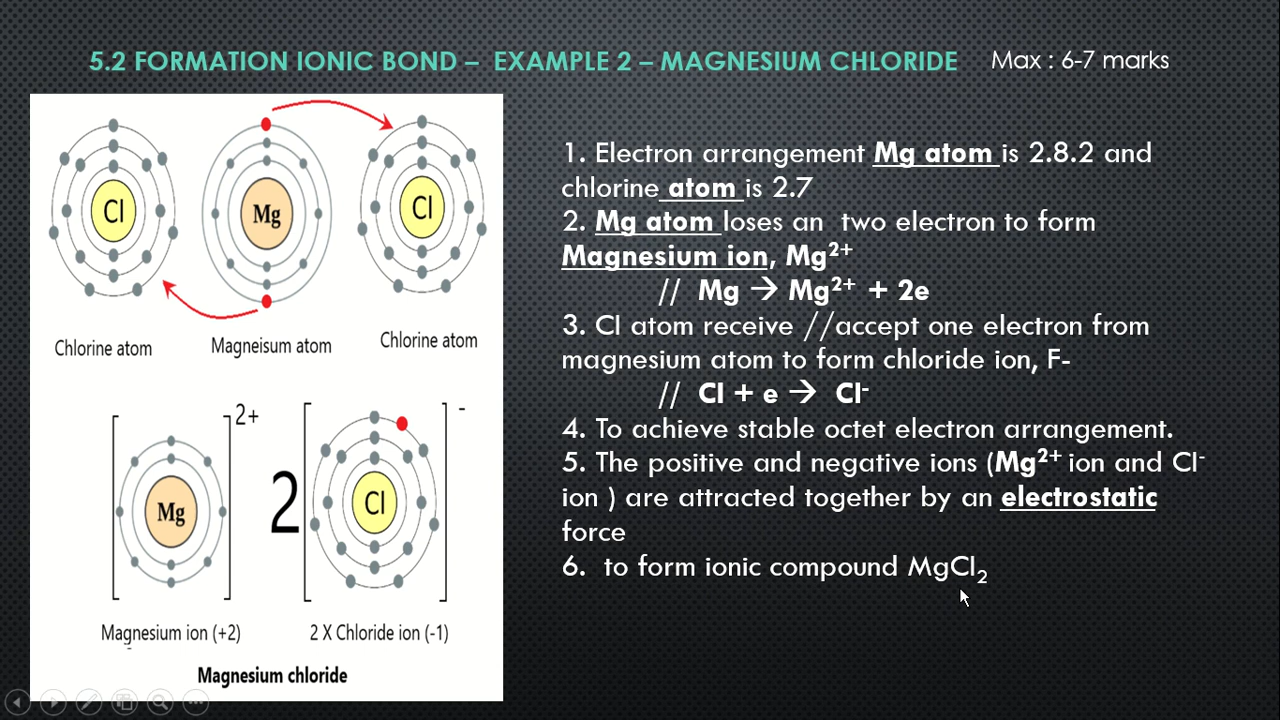 5.2 FORMATION IONIC BOND – EXAMPLE 2 – MAGNESIUM CHLORIDE
Max : 6-7 marks
Cl
Mg
Cl
Chlorine atom
Magneisum atom
Chlorine atom
2+
-
Mg
2
Cl
Magnesium ion (+2)
2 X Chloride ion (-1)
Magnesium chloride
1. Electron arrangement Mg atom is 2.8.2 and
chlorine atom is 2.7
2. Mg atom loses an two electron to form
Magnesium ion, Mg²⁺
// Mg → Mg²⁺ + 2e
3. Cl atom receive //accept one electron from
magnesium atom to form chloride ion, F-
// Cl + e → Cl⁻
4. To achieve stable octet electron arrangement.
5. The positive and negative ions (Mg²⁺ ion and Cl⁻
ion ) are attracted together by an electrostatic
force
6. to form ionic compound MgCl₂